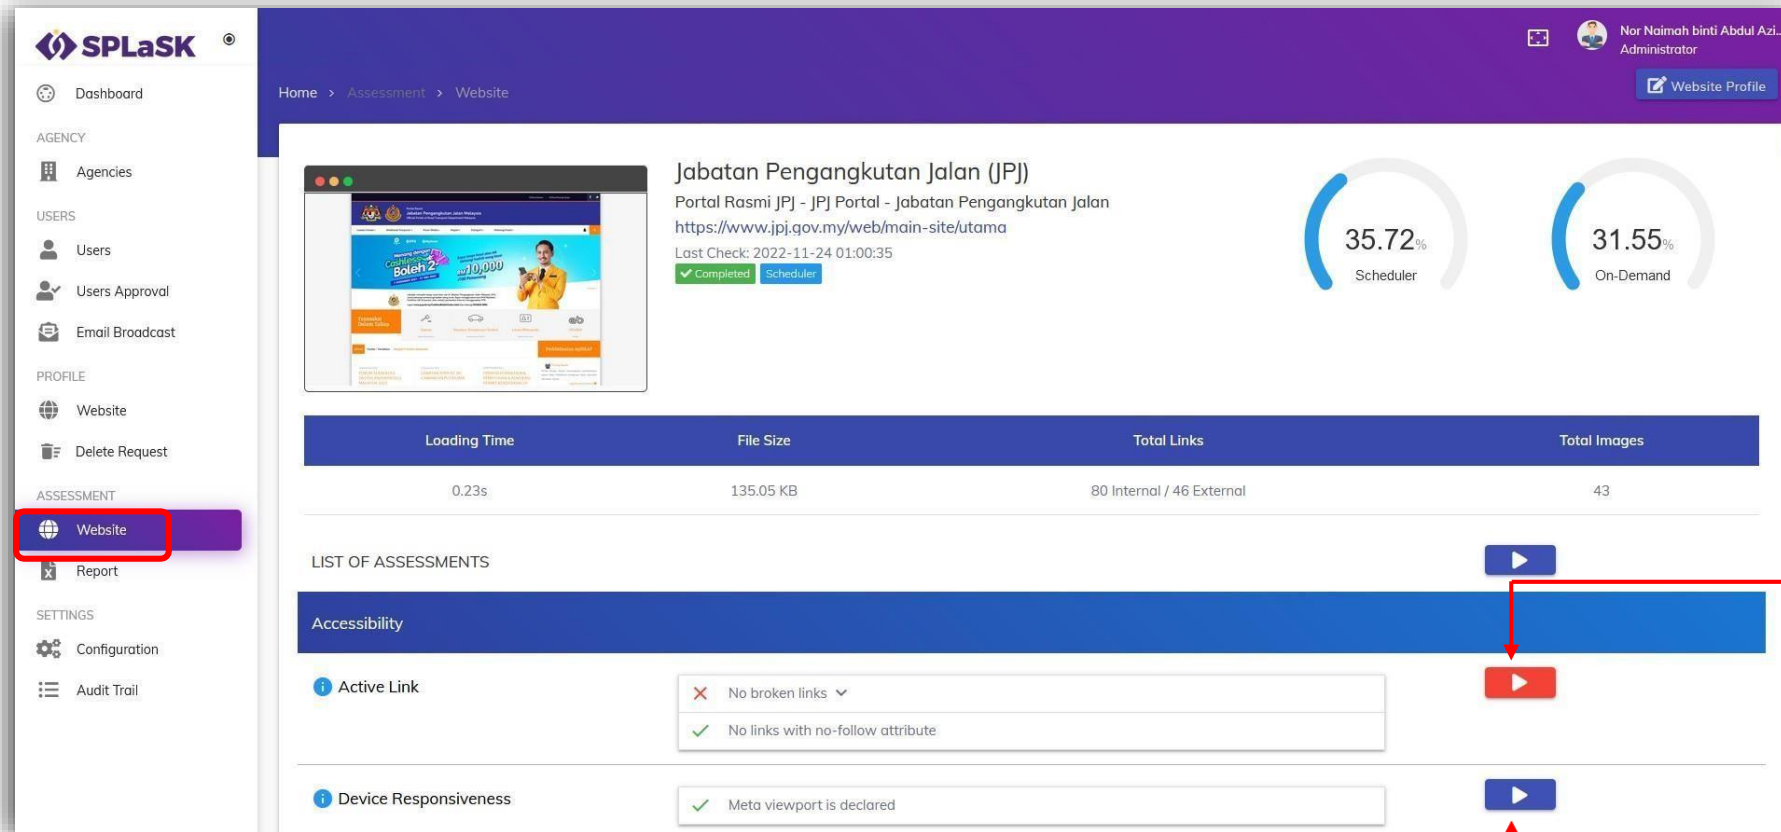 SPLaSK
Nor Naimah binti Abdul Azi...
Administrator
Website Profile
Home > Assessment > Website
Dashboard
AGENCY
Agencies
USERS
Users
Users Approval
Email Broadcast
PROFILE
Website
Delete Request
ASSESSMENT
Website
Report
SETTINGS
Configuration
Audit Trail
Cashless
Boleh 2
RM10,000
Jabatan Pengangkutan Jalan (JPJ)
Portal Rasmi JPJ - JPJ Portal - Jabatan Pengangkutan Jalan
https://www.jpj.gov.my/web/main-site/utama
Last Check: 2022-11-24 01:00:35
Completed Scheduler
35.72%
Scheduler
31.55%
On-Demand
Loading Time File Size Total Links Total Images
0.23s 135.05 KB 80 Internal / 46 External 43
LIST OF ASSESSMENTS
Accessibility
Active Link
No broken links
No links with no-follow attribute
Device Responsiveness
Meta viewport is declared